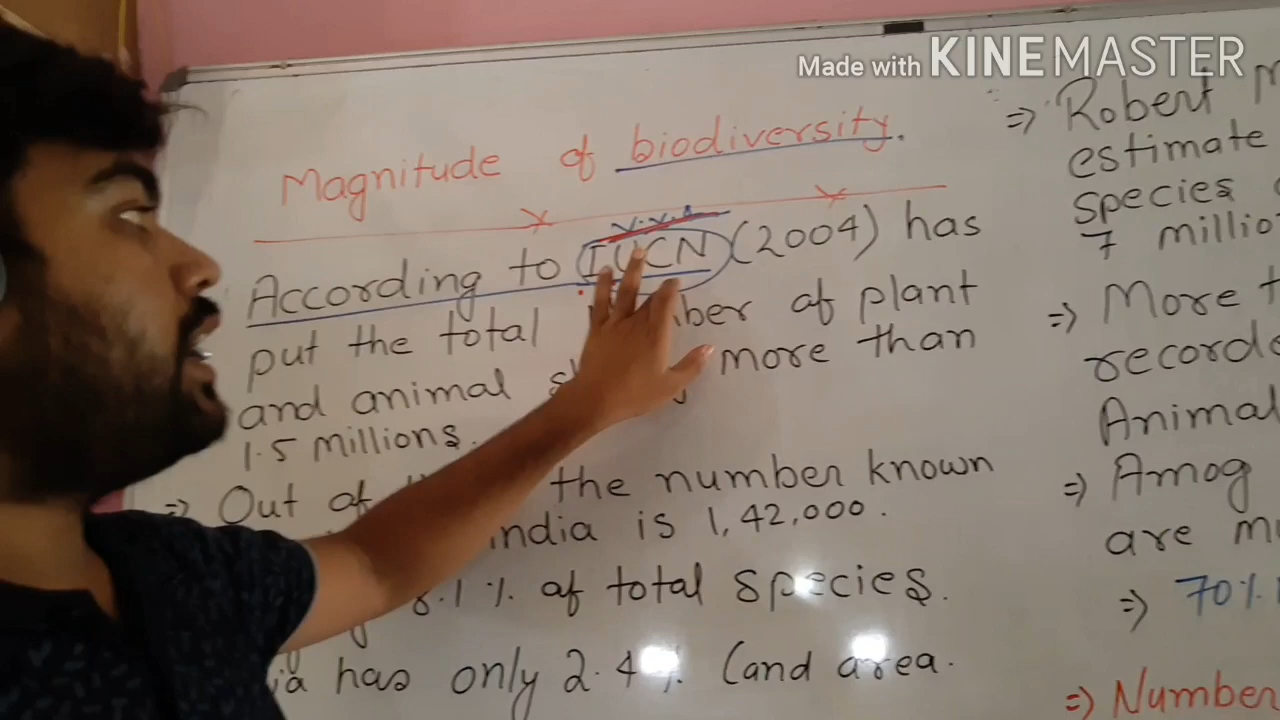 Made with KINEMASTER
Magnitude of biodiversity.
V.V.I
According to IUCN (2004) has
put the total of plant
and animal more than
1.5 millions.
⇒ Out of the number known
india is 1,42,000.
8.1% of total species.
has only 2.4% land area.
⇒ Robert M
estimate
species
7 millio
⇒ More t
records
Animal
⇒ Amog
are m
⇒ 70%
⇒ Number